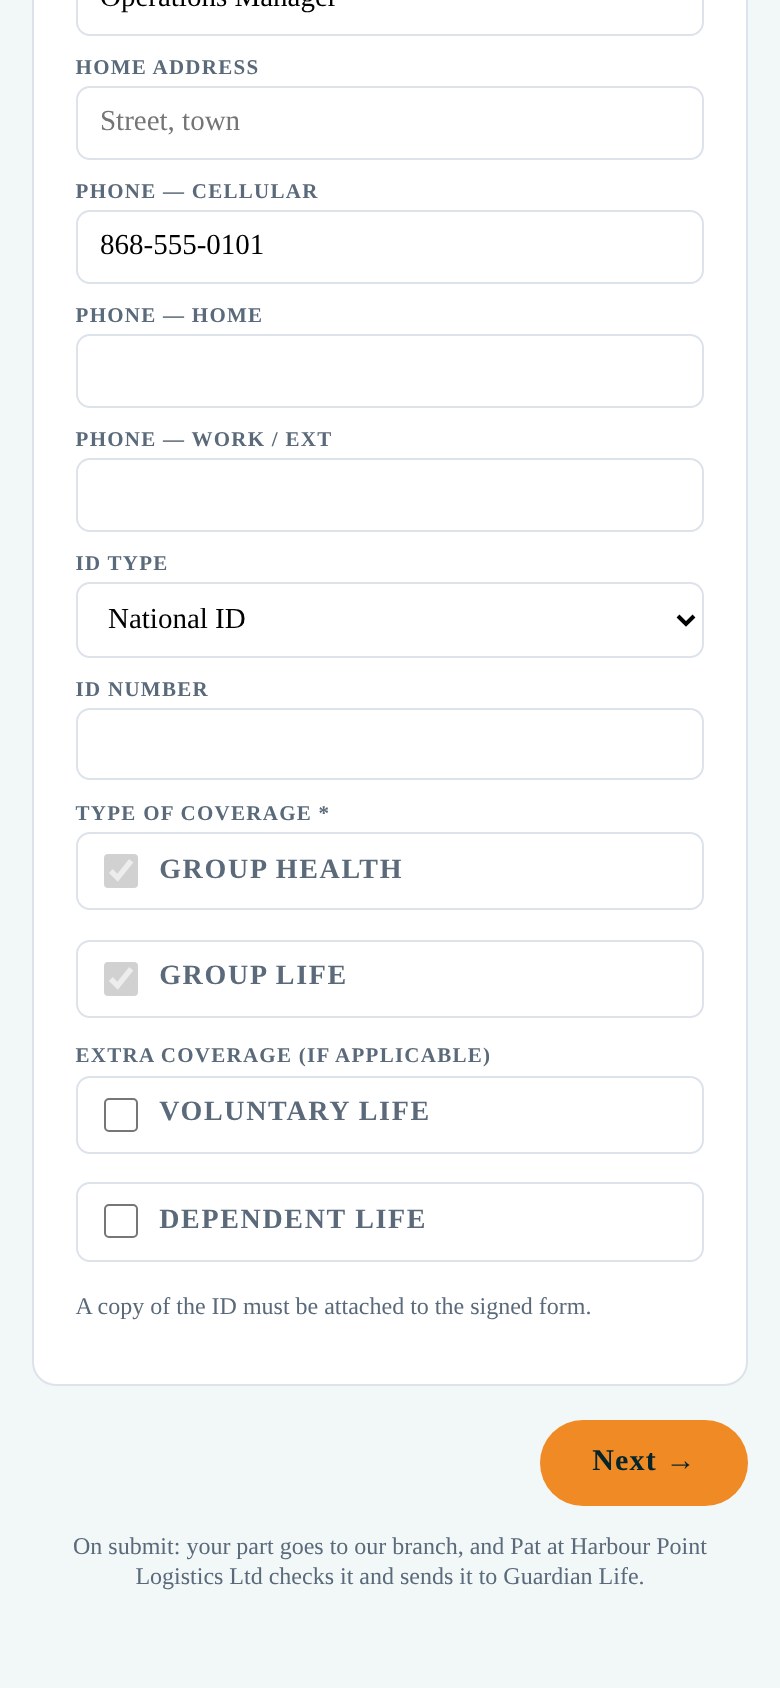 Operations Manager
HOME ADDRESS
Street, town
PHONE — CELLULAR
868-555-0101
PHONE — HOME
PHONE — WORK / EXT
ID TYPE
National ID
ID NUMBER
TYPE OF COVERAGE *
GROUP HEALTH
GROUP LIFE
EXTRA COVERAGE (IF APPLICABLE)
VOLUNTARY LIFE
DEPENDENT LIFE
A copy of the ID must be attached to the signed form.
Next →
On submit: your part goes to our branch, and Pat at Harbour Point
Logistics Ltd checks it and sends it to Guardian Life.